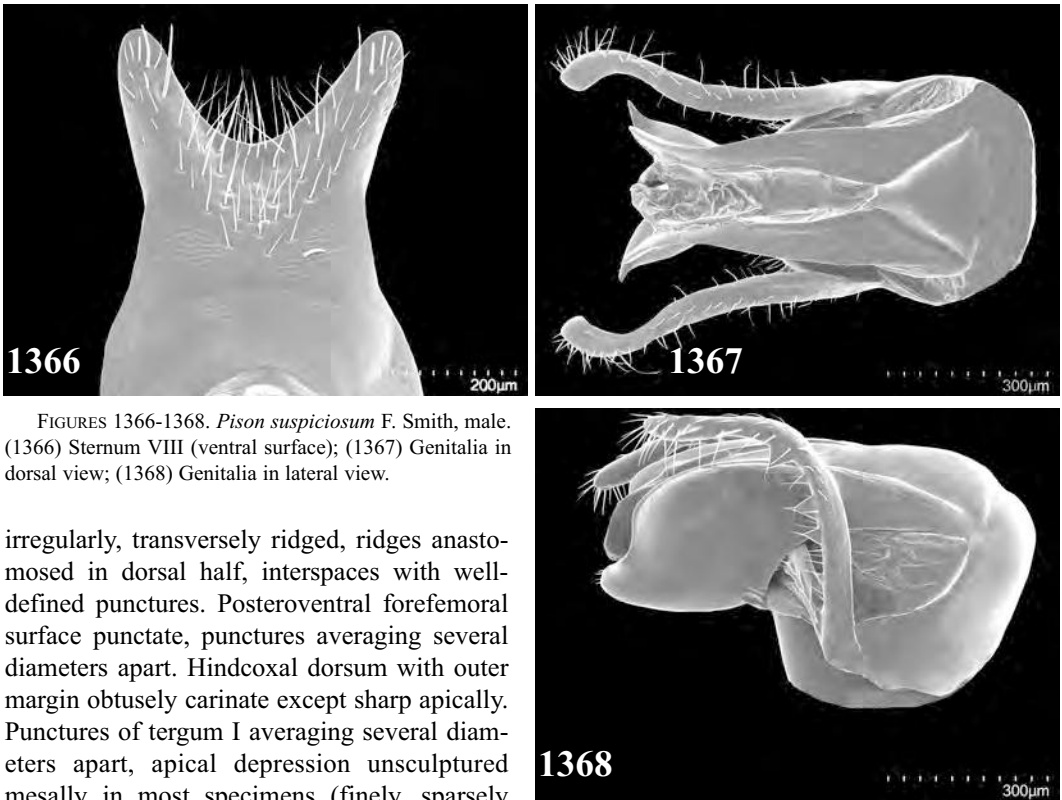 1366
200µm
1367
300µm
FIGURES 1366-1368. Pison suspiciosum F. Smith, male.
(1366) Sternum VIII (ventral surface); (1367) Genitalia in
dorsal view; (1368) Genitalia in lateral view.
1368
300µm
irregularly, transversely ridged, ridges anasto-
mosed in dorsal half, interspaces with well-
defined punctures. Posteroventral forefemoral
surface punctate, punctures averaging several
diameters apart. Hindcoxal dorsum with outer
margin obtusely carinate except sharp apically.
Punctures of tergum I averaging several diam-
eters apart, apical depression unsculptured
mesally in most specimens (finely, sparsely